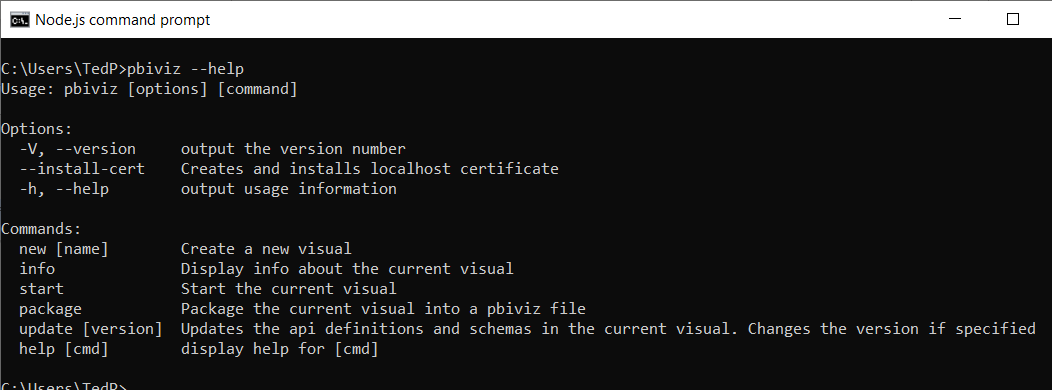 Node.js command prompt
C:\Users\TedP>pbiviz --help
Usage: pbiviz [options] [command]
Options:
-V, --version output the version number
--install-cert Creates and installs localhost certificate
-h, --help output usage information
Commands:
new [name] Create a new visual
info Display info about the current visual
start Start the current visual
package Package the current visual into a pbiviz file
update [version] Updates the api definitions and schemas in the current visual. Changes the version if specified
help [cmd] display help for [cmd]
C:\Users\TedP>